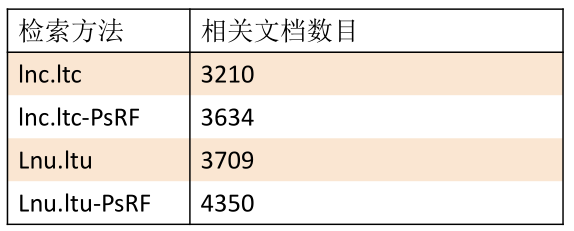 检索方法 相关文档数目
lnc.ltc 3210
lnc.ltc-PsRF 3634
Lnu.ltu 3709
Lnu.ltu-PsRF 4350